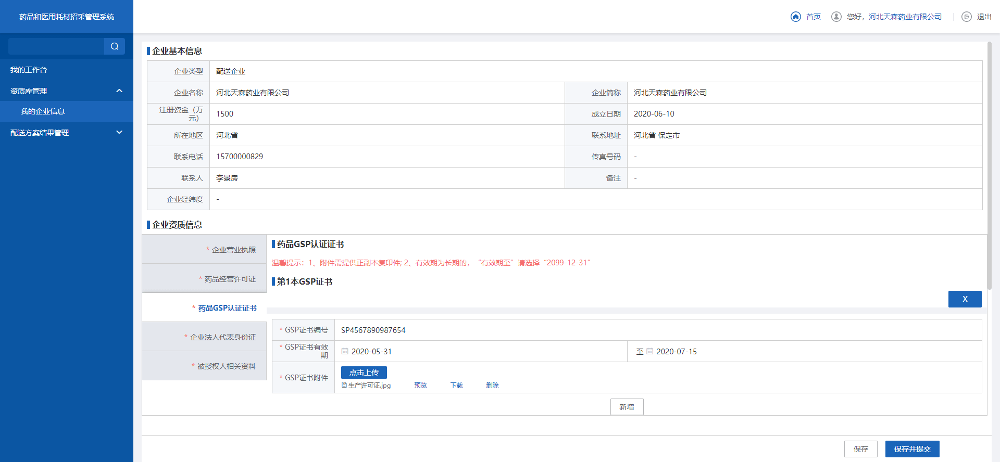 药品和医用耗材招采管理系统
首页
您好，河北天森药业有限公司
退出
我的工作台
资质库管理
我的企业信息
配送方案结果管理
企业基本信息
企业类型 配送企业
企业名称 河北天森药业有限公司 企业简称 河北天森药业有限公司
注册资金（万
元） 1500 成立日期 2020-06-10
所在地区 河北省 联系地址 河北省 保定市
联系电话 15700000829 传真号码 -
联系人 李景房 备注 -
企业经纬度 -
企业资质信息
* 企业营业执照
* 药品经营许可证
* 药品GSP认证证书
* 企业法人代表身份证
* 被授权人相关资料
药品GSP认证证书
温馨提示：1、附件需提供正副本复印件; 2、有效期为长期的，“有效期至”请选择“2099-12-31”
第1本GSP证书
X
* GSP证书编号 SP4567890987654
* GSP证书有效
期 2020-05-31 至 2020-07-15
* GSP证书附件 点击上传
生产许可证.jpg 预览 下载 删除
新增
保存 保存并提交